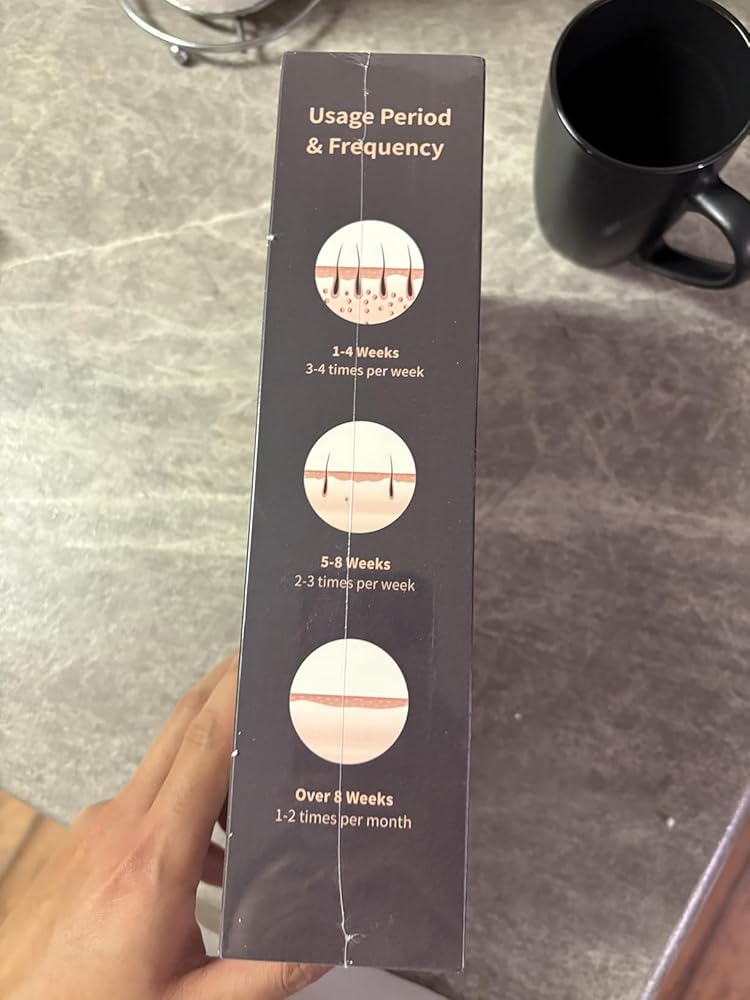 Usage Period
& Frequency
1-4 Weeks
3-4 times per week
5-8 Weeks
2-3 times per week
Over 8 Weeks
1-2 times per month